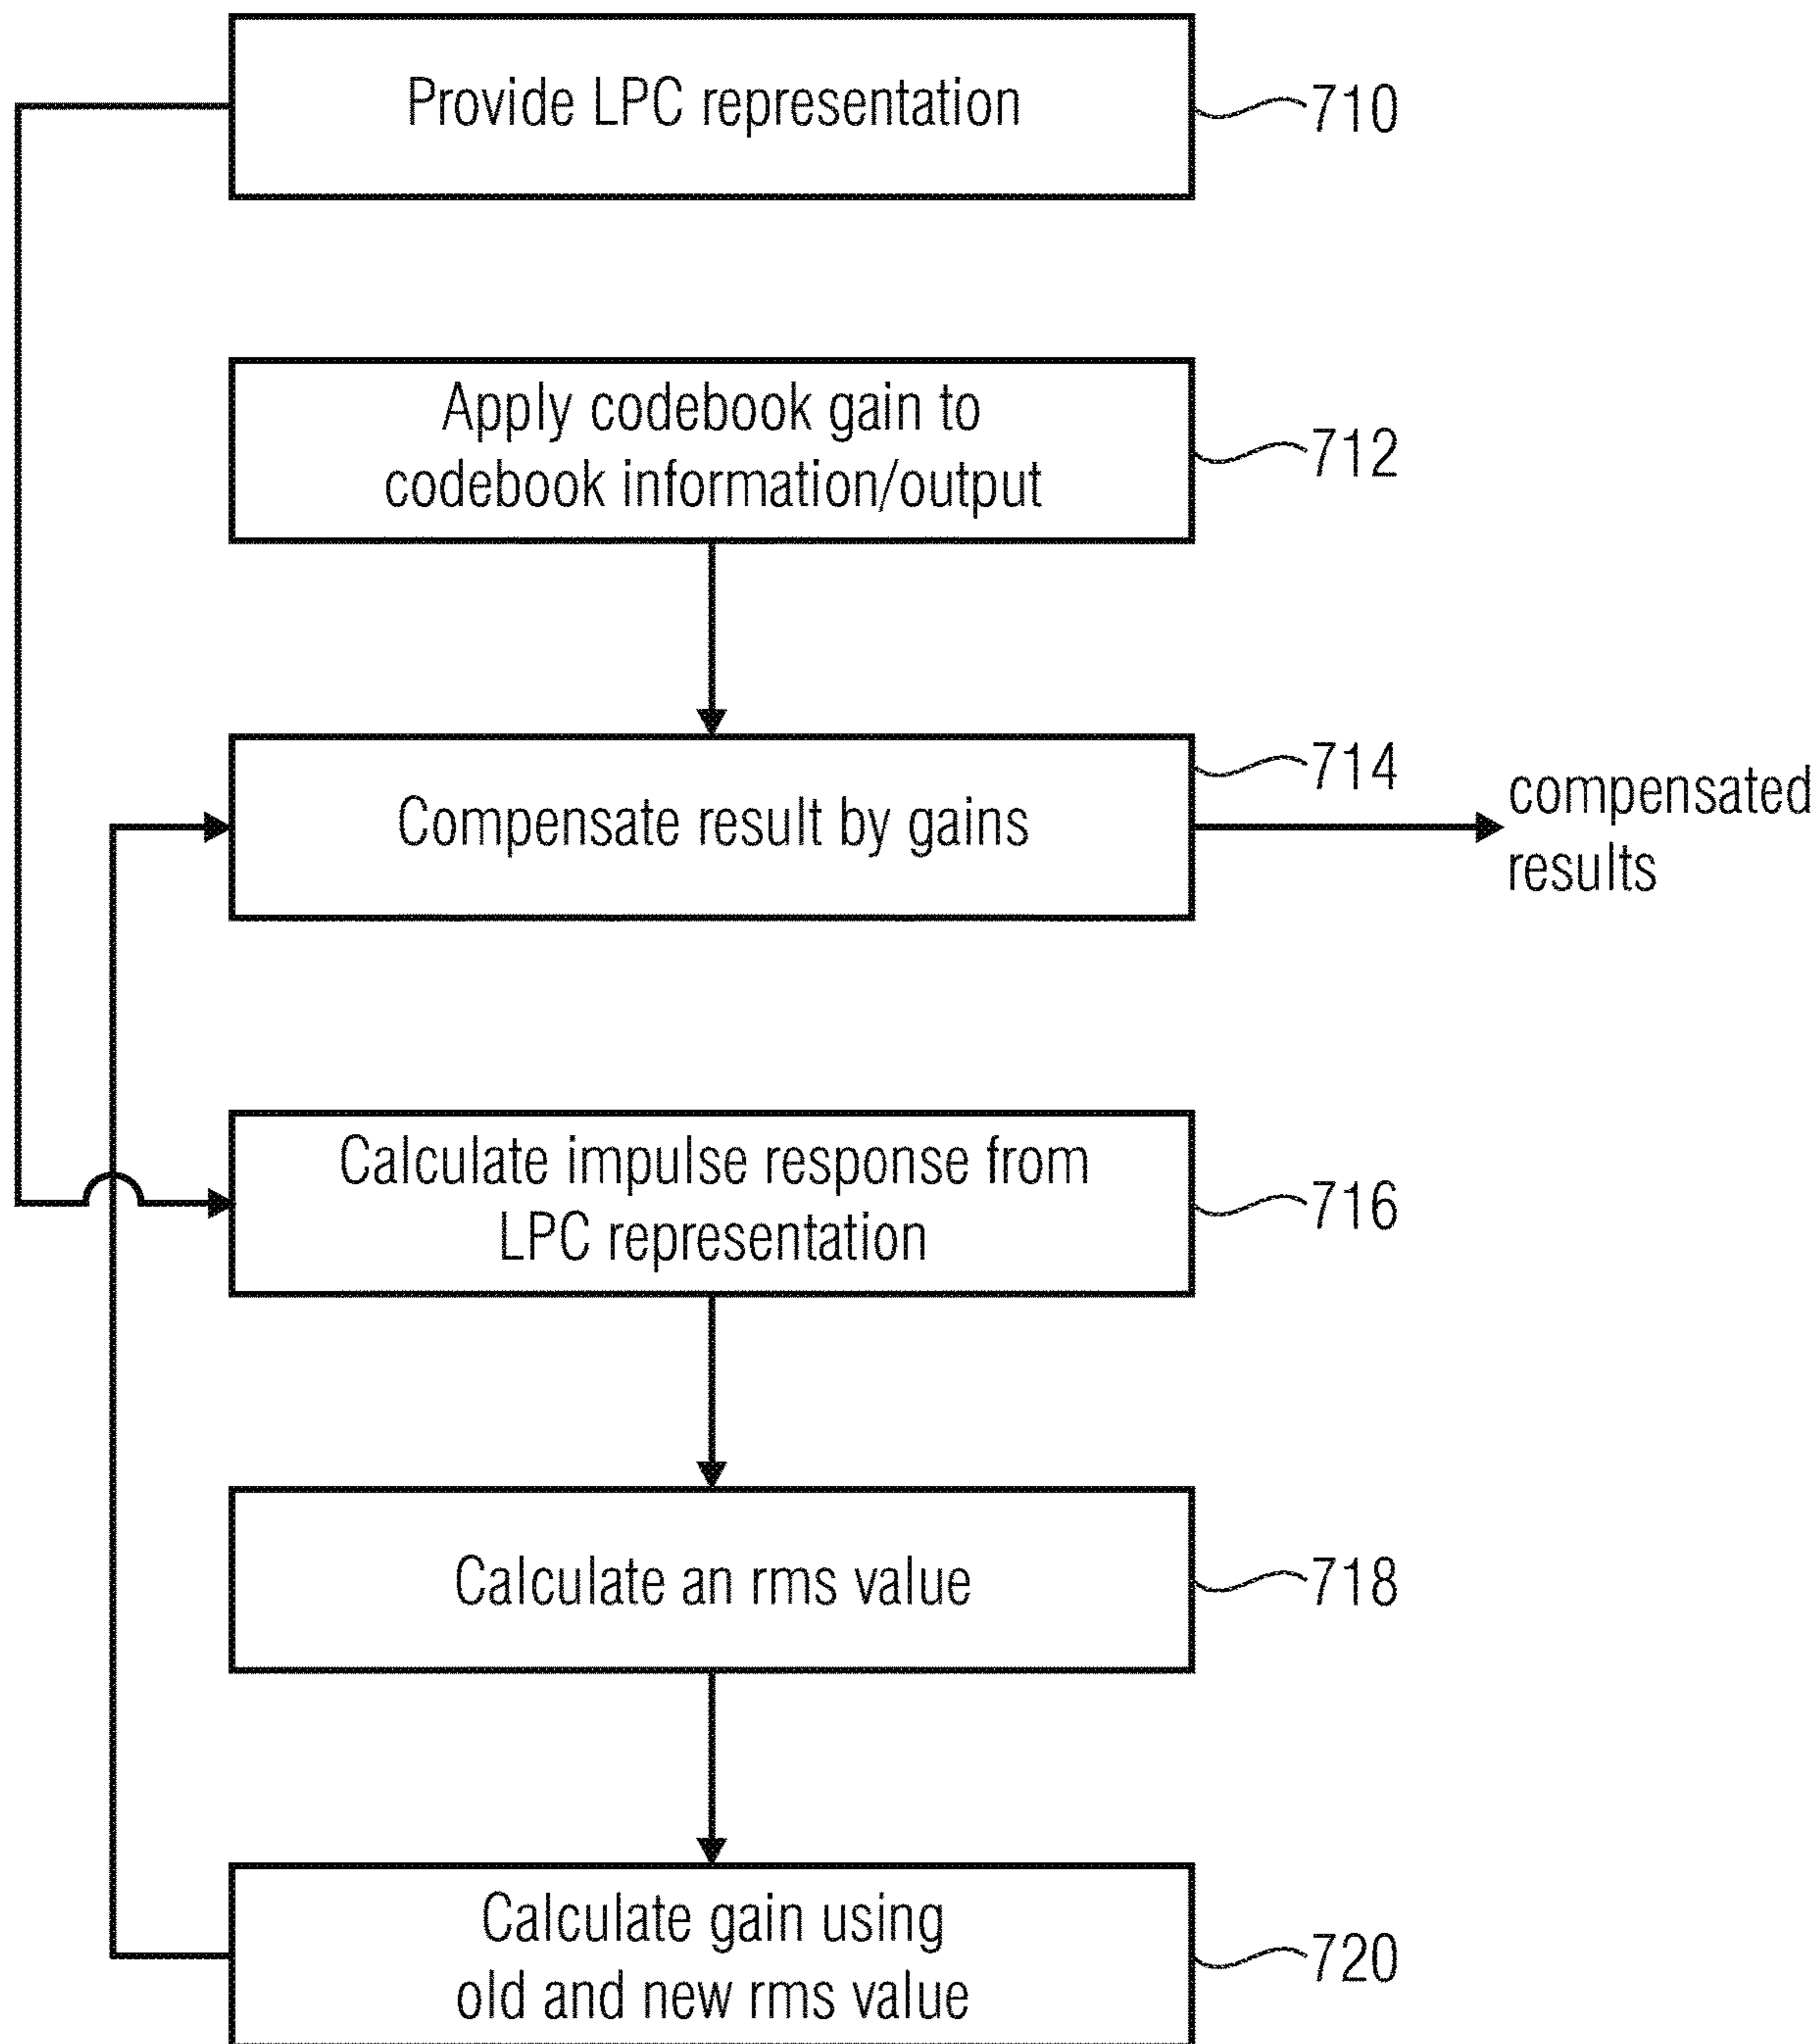 Provide LPC representation
710
Apply codebook gain to
codebook information/output
712
Compensate result by gains
714
compensated
results
Calculate impulse response from
LPC representation
716
Calculate an rms value
718
Calculate gain using
old and new rms value
720